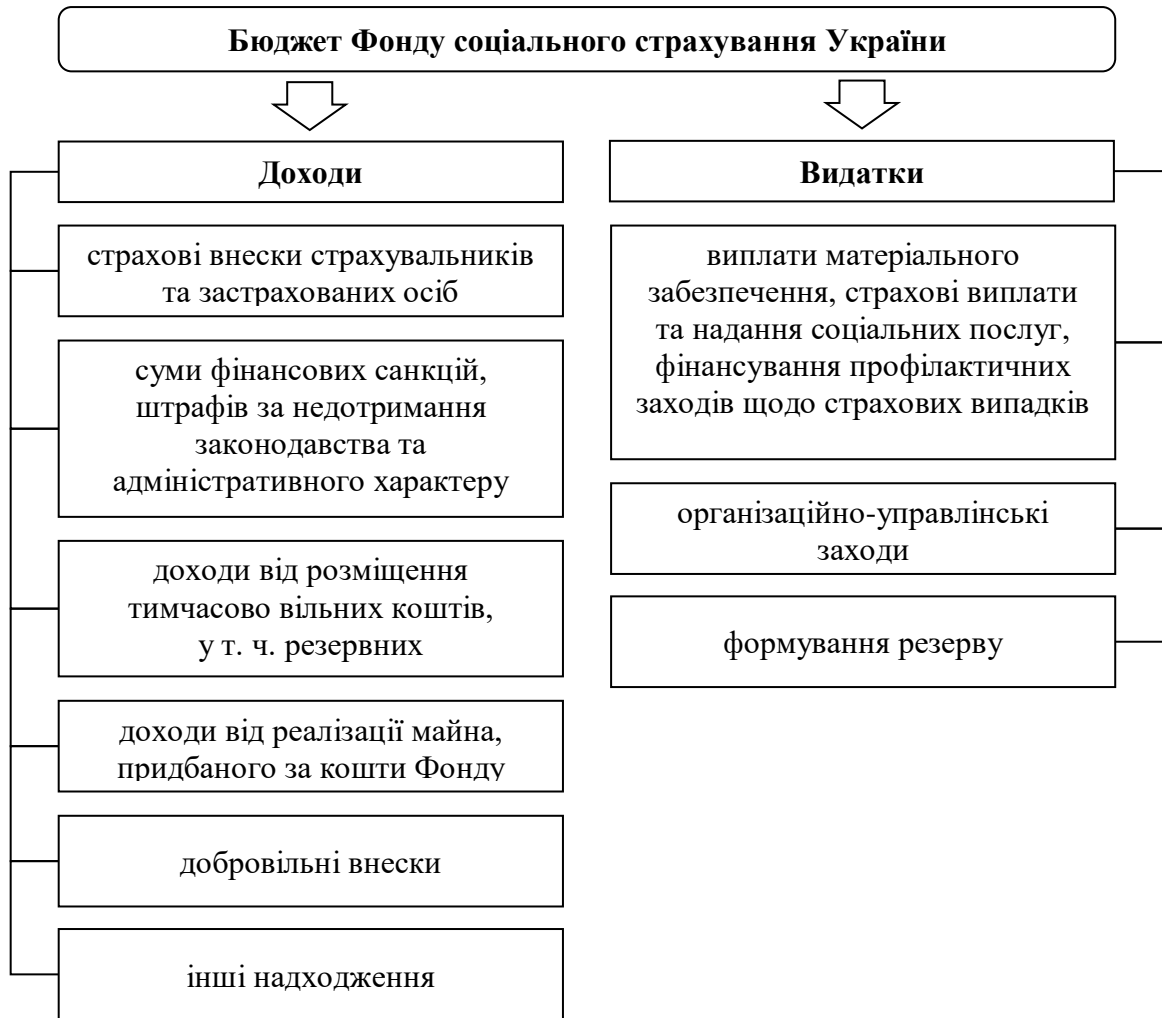 Бюджет Фонду соціального страхування України
Доходи
страхові внески страхувальників
та застрахованих осіб
суми фінансових санкцій,
штрафів за недотримання
законодавства та
адміністративного характеру
доходи від розміщення
тимчасово вільних коштів,
у т. ч. резервних
доходи від реалізації майна,
придбаного за кошти Фонду
добровільні внески
інші надходження
Видатки
виплати матеріального
забезпечення, страхові виплати
та надання соціальних послуг,
фінансування профілактичних
заходів щодо страхових випадків
організаційно-управлінські
заходи
формування резерву